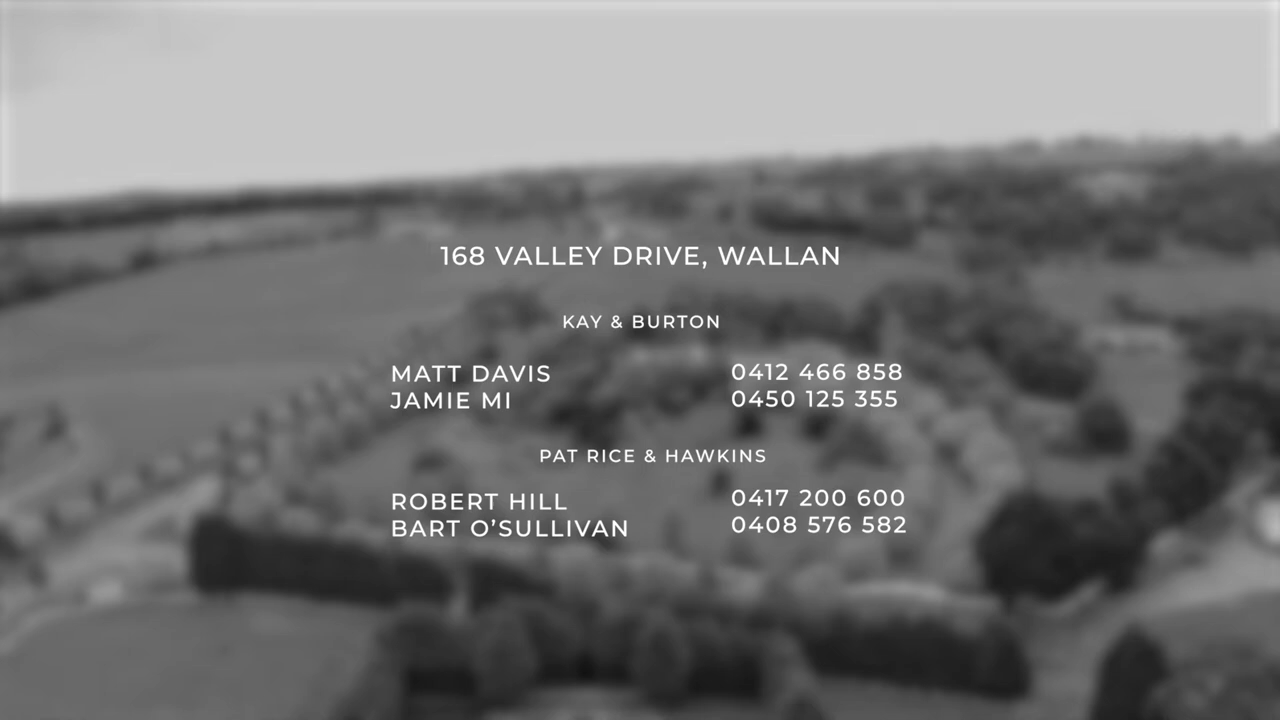 168 VALLEY DRIVE, WALLAN
KAY & BURTON
MATT DAVIS 0412 466 858
JAMIE MI 0450 125 355
PAT RICE & HAWKINS
ROBERT HILL 0417 200 600
BART O’SULLIVAN 0408 576 582